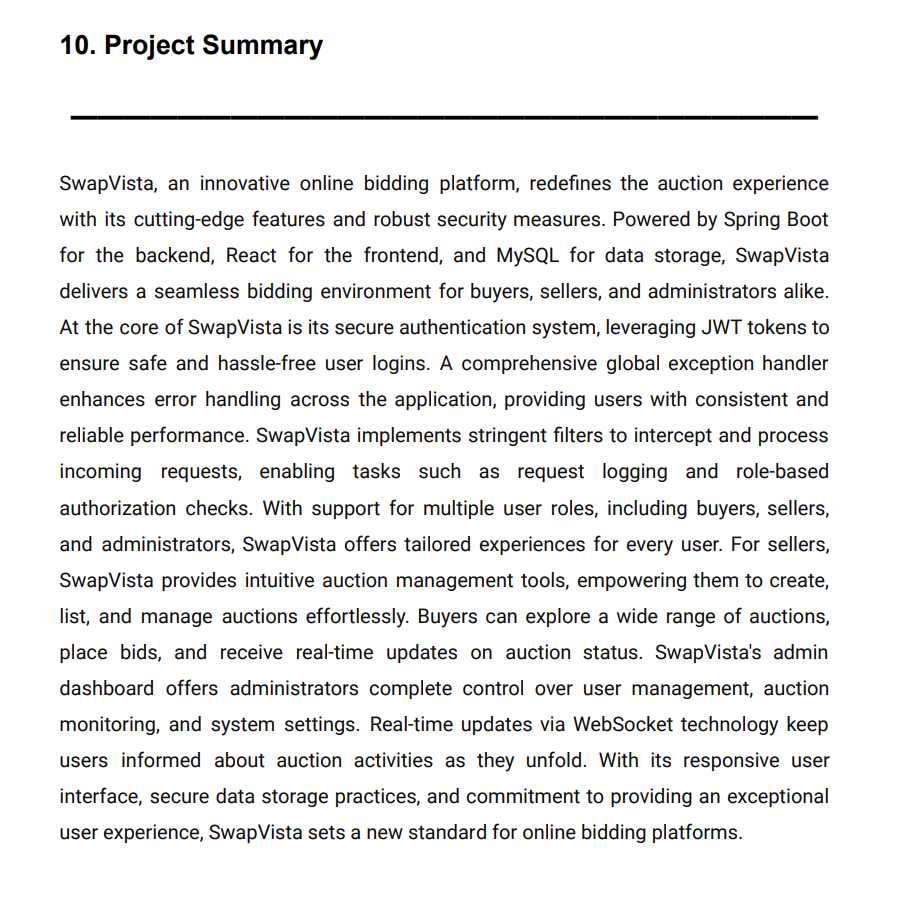 10. Project Summary
SwapVista, an innovative online bidding platform, redefines the auction experience
with its cutting-edge features and robust security measures. Powered by Spring Boot
for the backend, React for the frontend, and MySQL for data storage, SwapVista
delivers a seamless bidding environment for buyers, sellers, and administrators alike.
At the core of SwapVista is its secure authentication system, leveraging JWT tokens to
ensure safe and hassle-free user logins. A comprehensive global exception handler
enhances error handling across the application, providing users with consistent and
reliable performance. SwapVista implements stringent filters to intercept and process
incoming requests, enabling tasks such as request logging and role-based
authorization checks. With support for multiple user roles, including buyers, sellers,
and administrators, SwapVista offers tailored experiences for every user. For sellers,
SwapVista provides intuitive auction management tools, empowering them to create,
list, and manage auctions effortlessly. Buyers can explore a wide range of auctions,
place bids, and receive real-time updates on auction status. SwapVista's admin
dashboard offers administrators complete control over user management, auction
monitoring, and system settings. Real-time updates via WebSocket technology keep
users informed about auction activities as they unfold. With its responsive user
interface, secure data storage practices, and commitment to providing an exceptional
user experience, SwapVista sets a new standard for online bidding platforms.